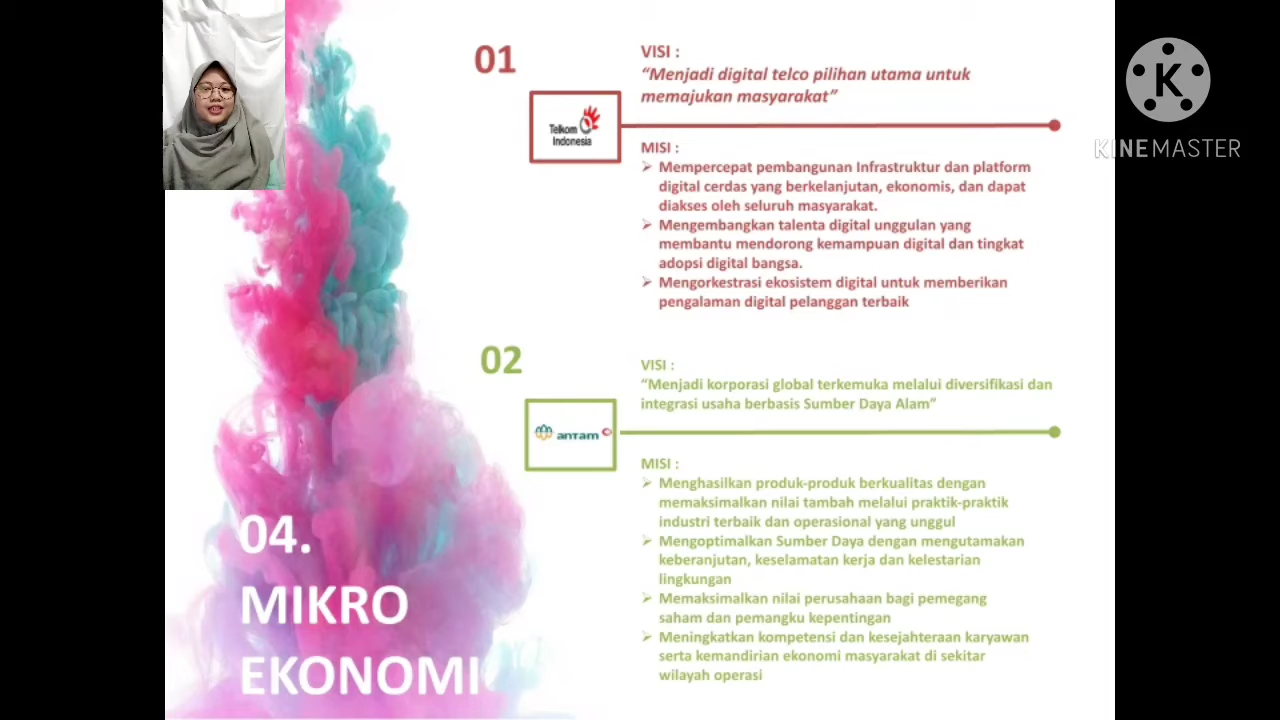 01
VISI :
“Menjadi digital telco pilihan utama untuk
memajukan masyarakat”
Telkom
Indonesia
MISI :
Mempercepat pembangunan Infrastruktur dan platform
digital cerdas yang berkelanjutan, ekonomis, dan dapat
diakses oleh seluruh masyarakat.
Mengembangkan talenta digital unggulan yang
membantu mendorong kemampuan digital dan tingkat
adopsi digital bangsa.
Mengorkestrasi ekosistem digital untuk memberikan
pengalaman digital pelanggan terbaik
02
VISI :
“Menjadi korporasi global terkemuka melalui diversifikasi dan
integrasi usaha berbasis Sumber Daya Alam”
antam
MISI :
Menghasilkan produk-produk berkualitas dengan
memaksimalkan nilai tambah melalui praktik-praktik
industri terbaik dan operasional yang unggul
Mengoptimalkan Sumber Daya dengan mengutamakan
keberanjutan, keselamatan kerja dan kelestarian
lingkungan
Memaksimalkan nilai perusahaan bagi pemegang
saham dan pemangku kepentingan
Meningkatkan kompetensi dan kesejahteraan karyawan
serta kemandirian ekonomi masyarakat di sekitar
wilayah operasi
04.
MIKRO
EKONOMI
K
KINEMASTER